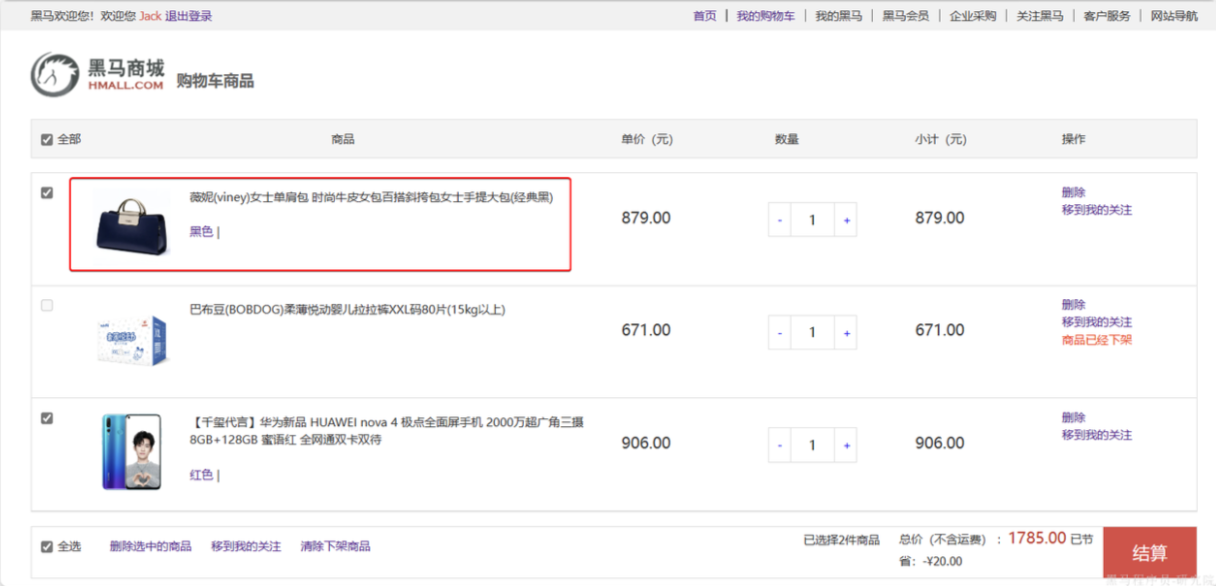 黑马欢迎您! 欢迎您 Jack 退出登录 首页 | 我的购物车 | 我的黑马 | 黑马会员 | 企业采购 | 关注黑马 | 客户服务 | 网站导航
黑马商城
HMALL.COM
购物车商品
全部 商品 单价（元） 数量 小计（元） 操作
薇妮(viney)女士单肩包 时尚牛皮女包百搭斜挎包女士手提大包(经典黑)
黑色 |
879.00 - 1 + 879.00
删除
移到我的关注
巴布豆(BOBDOG)柔薄悦动婴儿拉拉裤XXL码80片(15kg以上)
671.00 - 1 + 671.00
删除
移到我的关注
商品已经下架
【千玺代言】华为新品 HUAWEI nova 4 极点全面屏手机 2000万超广角三摄
8GB+128GB 蜜语红 全网通双卡双待
红色 |
906.00 - 1 + 906.00
删除
移到我的关注
全选 删除选中的商品 移到我的关注 清除下架商品
已选择2件商品 总价（不含运费）：1785.00 已节
省：-¥20.00
结算